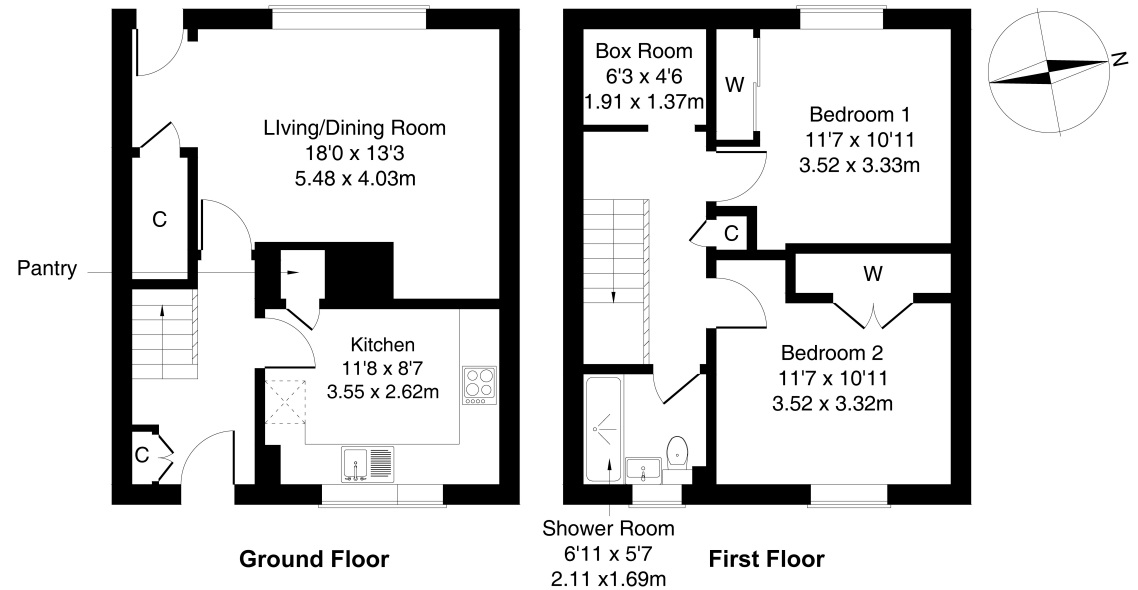 LIving/Dining Room
18'0 x 13'3
5.48 x 4.03m
C
Pantry
Kitchen
11'8 x 8'7
3.55 x 2.62m
C
Ground Floor
Box Room
6'3 x 4'6
1.91 x 1.37m
W
Bedroom 1
11'7 x 10'11
3.52 x 3.33m
C
W
Bedroom 2
11'7 x 10'11
3.52 x 3.32m
Shower Room
6'11 x 5'7
2.11 x1.69m
First Floor
N